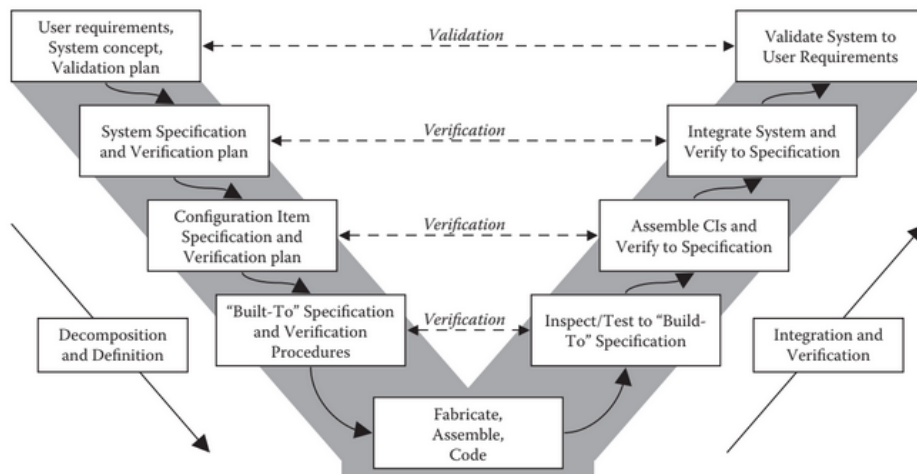 User requirements,
System concept,
Validation plan
Validation
Validate System to
User Requirements
System Specification
and Verification plan
Verification
Integrate System and
Verify to Specification
Configuration Item
Specification and
Verification plan
Verification
Assemble CIs and
Verify to Specification
“Built-To” Specification
and Verification
Procedures
Verification
Inspect/Test to “Build-
To” Specification
Decomposition
and Definition
Integration and
Verification
Fabricate,
Assemble,
Code